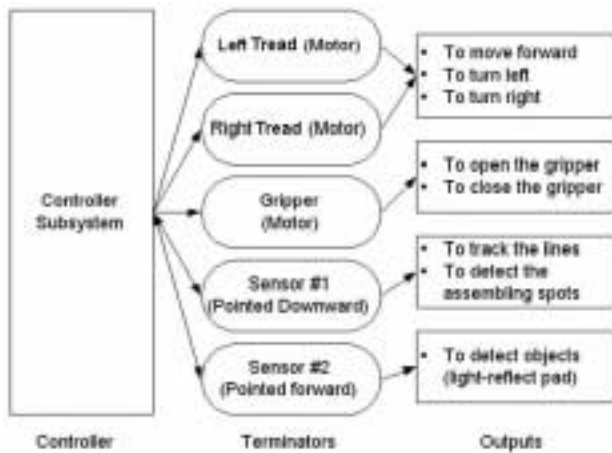 Left Tread (Motor)
Right Tread (Motor)
Controller
Subsystem
Gripper
(Motor)
Sensor #1
(Pointed Downward)
Sensor #2
(Pointed forward)
• To move forward
• To turn left
• To turn right
• To open the gripper
• To close the gripper
• To track the lines
• To detect the
assembling spots
• To detect objects
(light-reflect pad)
Controller
Terminators
Outputs